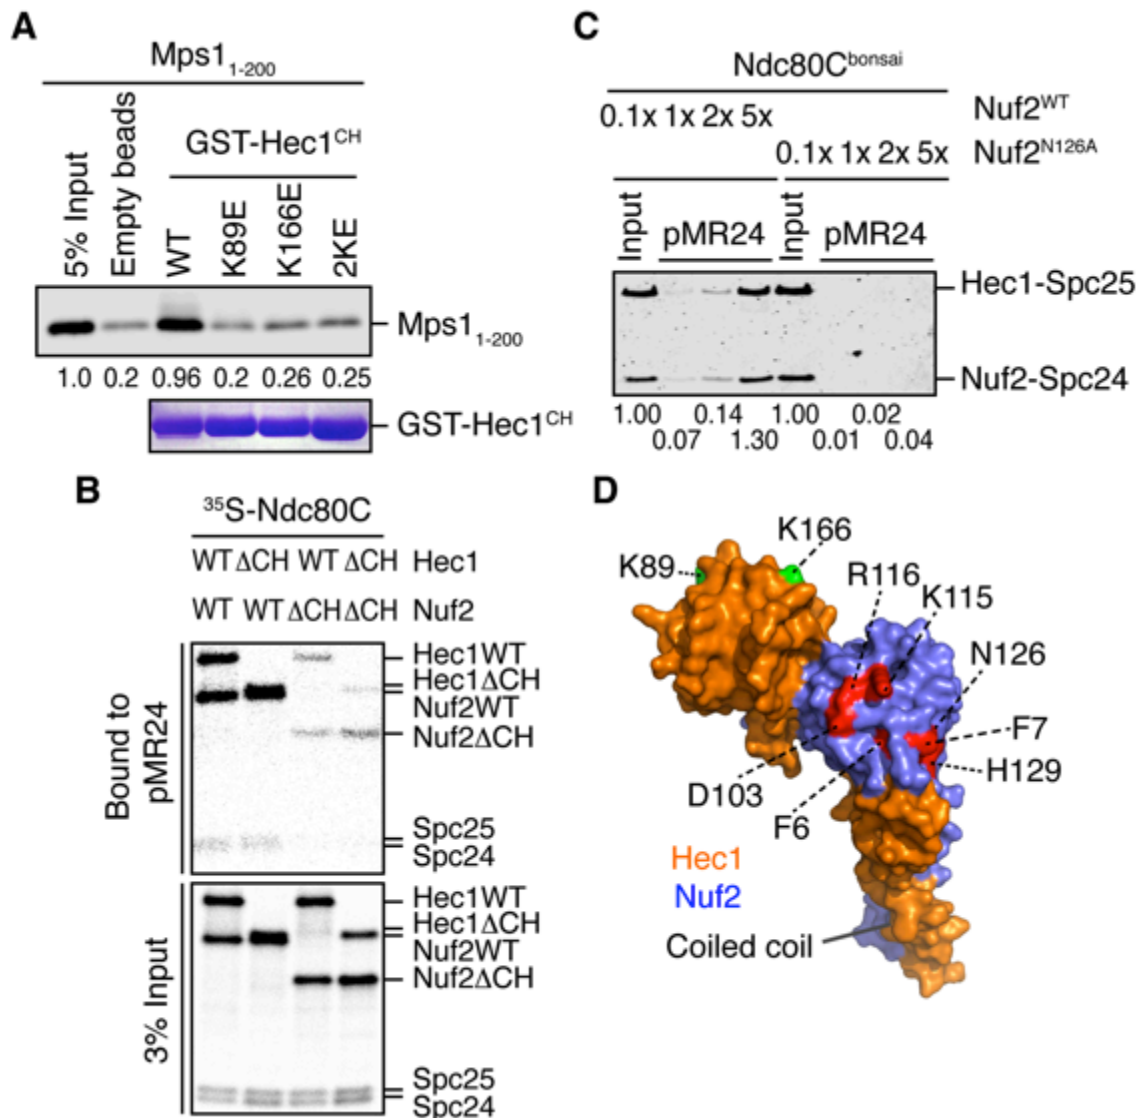 A
Mps1₁₋₂₀₀
5% Input
Empty beads
GST-Hec1ᶜᴴ
WT
K89E
K166E
2KE
Mps1₁₋₂₀₀
1.0 0.2 0.96 0.2 0.26 0.25
GST-Hec1ᶜᴴ
B
³⁵S-Ndc80C
WT ΔCH WT ΔCH Hec1
WT WT ΔCH ΔCH Nuf2
Bound to
pMR24
Hec1WT
Hec1ΔCH
Nuf2WT
Nuf2ΔCH
Spc25
Spc24
3% Input
Hec1WT
Hec1ΔCH
Nuf2WT
Nuf2ΔCH
Spc25
Spc24
C
Ndc80Cᵇᵒⁿˢᵃⁱ
0.1x 1x 2x 5x Nuf2ᵂᵀ
0.1x 1x 2x 5x Nuf2ᴺ¹²⁶ᴬ
Input
pMR24
Input
pMR24
Hec1-Spc25
Nuf2-Spc24
1.00 0.14 1.00 0.02
0.07 1.30 0.01 0.04
D
K166
K89
R116
K115
N126
F7
H129
D103
F6
Hec1
Nuf2
Coiled coil